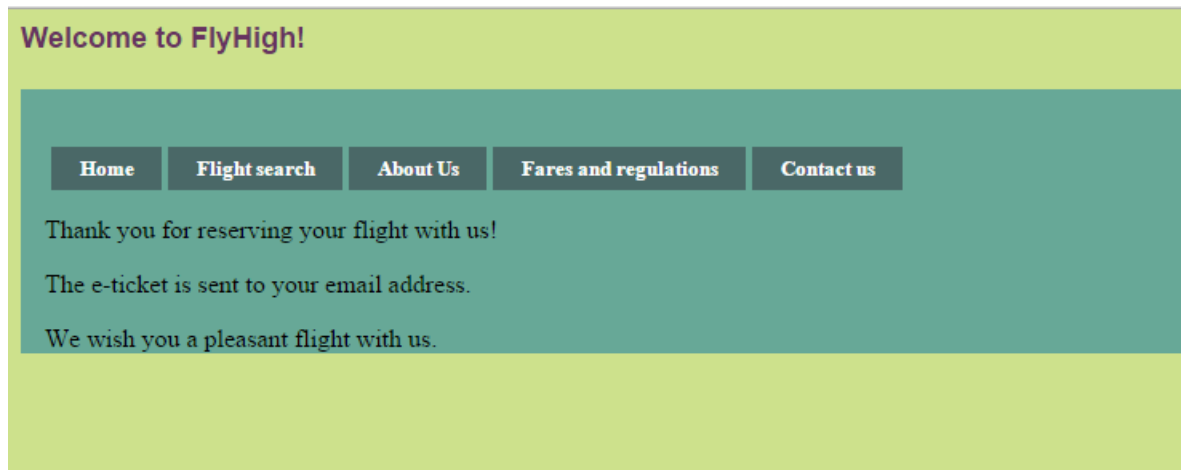 Welcome to FlyHigh!
Home Flight search About Us Fares and regulations Contact us
Thank you for reserving your flight with us!
The e-ticket is sent to your email address.
We wish you a pleasant flight with us.